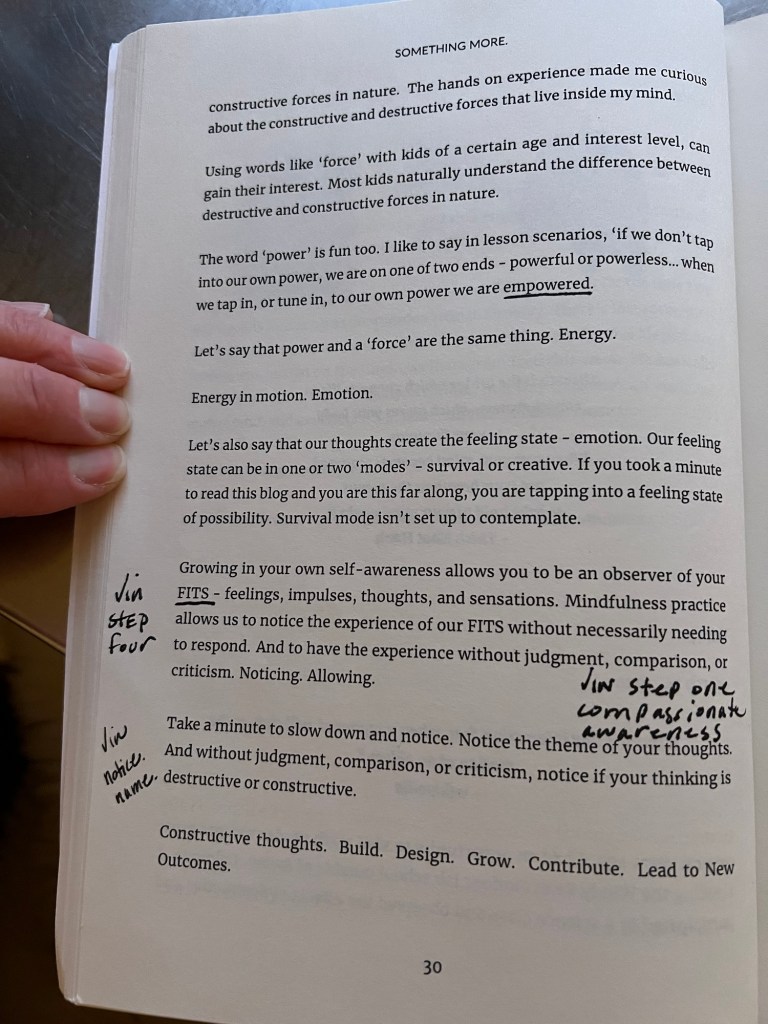 SOMETHING MORE.
constructive forces in nature. The hands on experience made me curious
about the constructive and destructive forces that live inside my mind.
Using words like ‘force’ with kids of a certain age and interest level, can
gain their interest. Most kids naturally understand the difference between
destructive and constructive forces in nature.
The word ‘power’ is fun too. I like to say in lesson scenarios, ‘if we don’t tap
into our own power, we are on one of two ends – powerful or powerless... when
we tap in, or tune in, to our own power we are empowered.
Let’s say that power and a ‘force’ are the same thing. Energy.
Energy in motion. Emotion.
Let’s also say that our thoughts create the feeling state – emotion. Our feeling
state can be in one or two ‘modes’ – survival or creative. If you took a minute
to read this blog and you are this far along, you are tapping into a feeling state
of possibility. Survival mode isn’t set up to contemplate.
Growing in your own self-awareness allows you to be an observer of your
FITS – feelings, impulses, thoughts, and sensations. Mindfulness practice
allows us to notice the experience of our FITS without necessarily needing
to respond. And to have the experience without judgment, comparison, or
criticism. Noticing. Allowing.
√in
STEP
four
√in step one
compassionate
awareness
Take a minute to slow down and notice. Notice the theme of your thoughts.
And without judgment, comparison, or criticism, notice if your thinking is
destructive or constructive.
√in
notice.
name.
Constructive thoughts. Build. Design. Grow. Contribute. Lead to New
Outcomes.
30